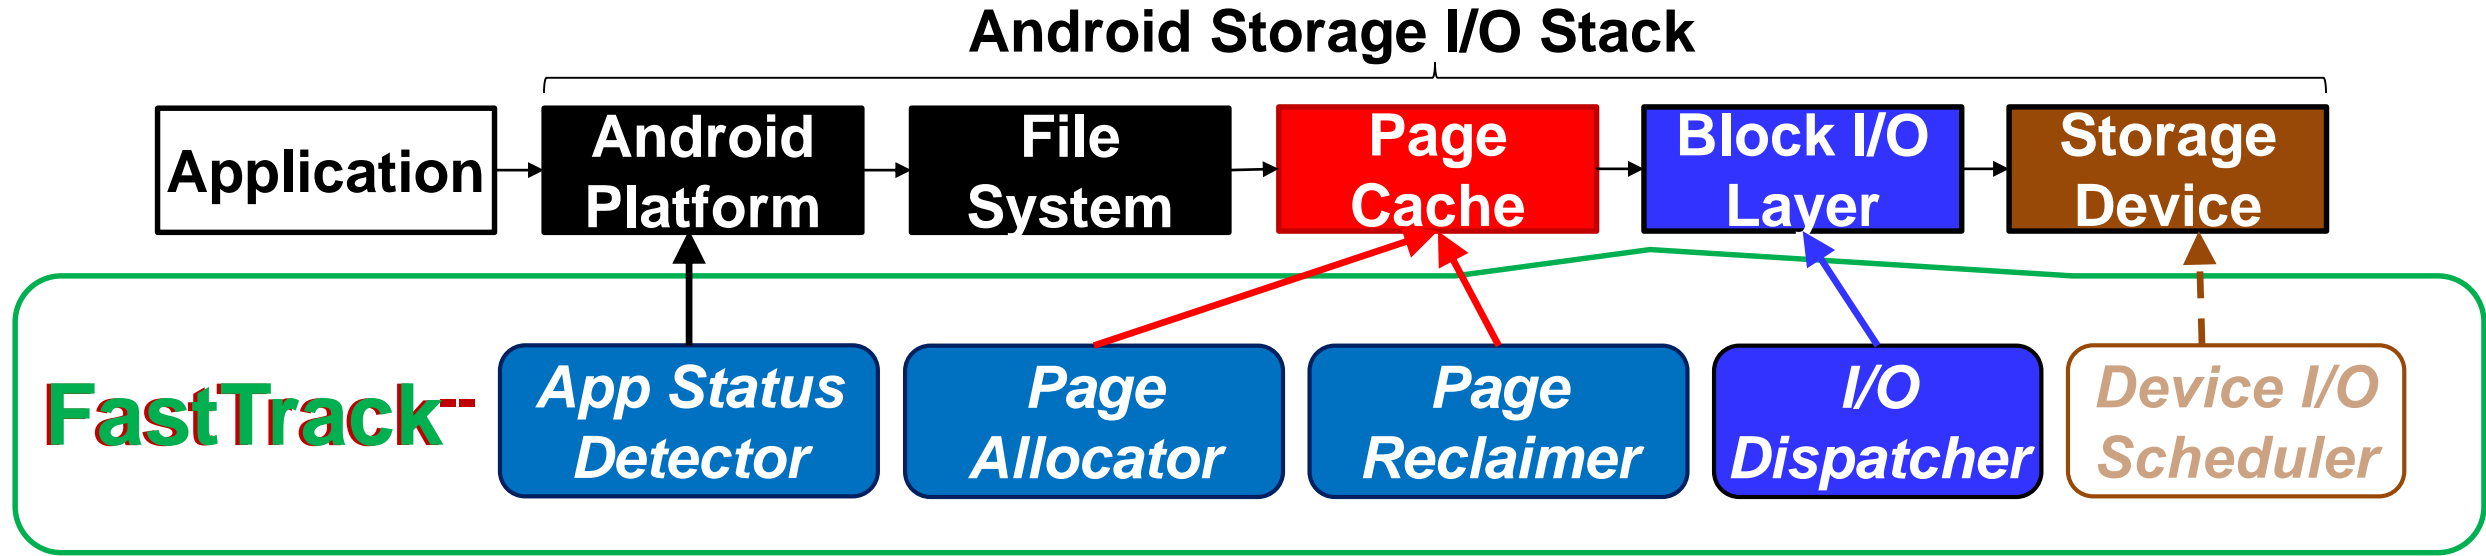 Android Storage I/O Stack
Application
Android
Platform
File
System
Page
Cache
Block I/O
Layer
Storage
Device
FastTrack--
App Status
Detector
Page
Allocator
Page
Reclaimer
I/O
Dispatcher
Device I/O
Scheduler